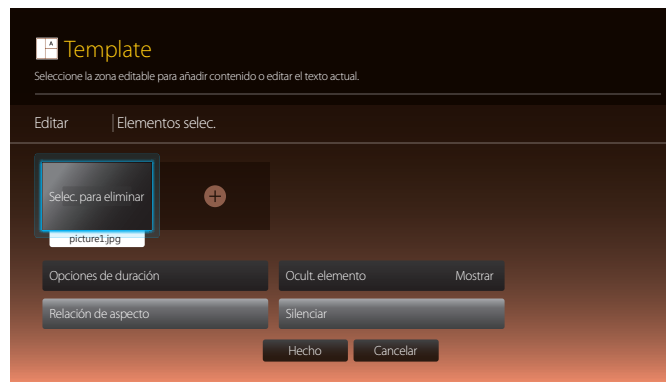 A
Template
Seleccione la zona editable para añadir contenido o editar el texto actual.
Editar Elementos selec.
Selec. para eliminar
picture1.jpg
Opciones de duración Ocult. elemento Mostrar
Relación de aspecto Silenciar
Hecho Cancelar